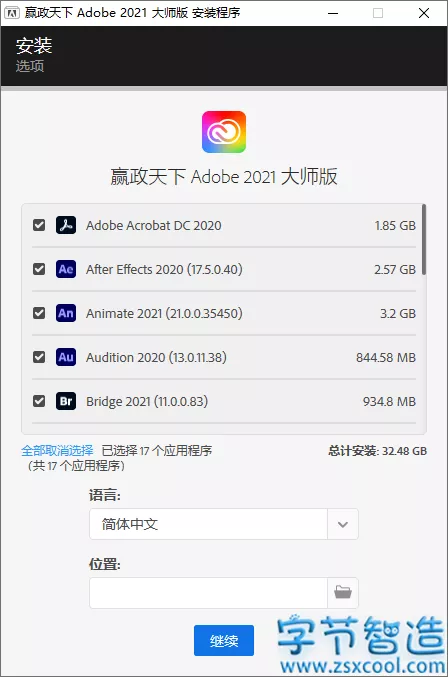 赢政天下 Adobe 2021 大师版 安装程序
安装
选项
赢政天下 Adobe 2021 大师版
Adobe Acrobat DC 2020 1.85 GB
Ae After Effects 2020 (17.5.0.40) 2.57 GB
An Animate 2021 (21.0.0.35450) 3.2 GB
Au Audition 2020 (13.0.11.38) 844.58 MB
Br Bridge 2021 (11.0.0.83) 934.8 MB
全部取消选择 已选择 17 个应用程序 总计安装: 32.48 GB
(共 17 个应用程序)
语言:
简体中文
位置:
继续
字节智造
www.zsxcool.com